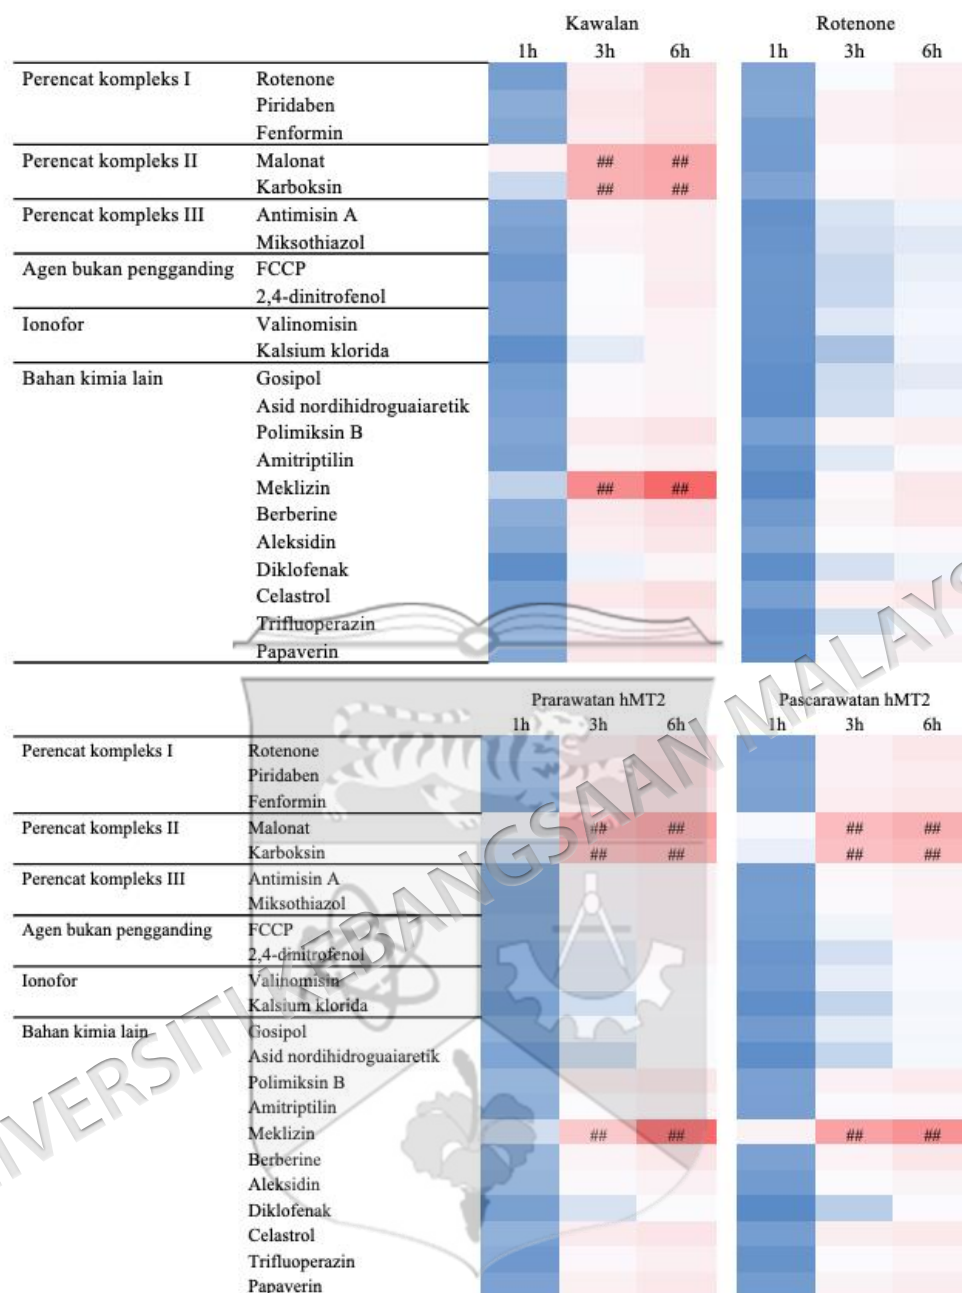 Kawalan Rotenone
1h 3h 6h 1h 3h 6h
Perencat kompleks I Rotenone
Piridaben
Fenformin
Perencat kompleks II Malonat ## ##
Karboksin ## ##
Perencat kompleks III Antimisin A
Miksothiazol
Agen bukan pengganding FCCP
2,4-dinitrofenol
Ionofor Valinomisin
Kalsium klorida
Bahan kimia lain Gosipol
Asid nordihidroguaiaretik
Polimiksin B
Amitriptilin
Meklizin ## ##
Berberine
Aleksidin
Diklofenak
Celastrol
Trifluoperazin
Papaverin
Prarawatan hMT2 Pascarawatan hMT2
1h 3h 6h 1h 3h 6h
Perencat kompleks I Rotenone
Piridaben
Fenformin
Perencat kompleks II Malonat ## ## ## ##
Karboksin ## ## ## ##
Perencat kompleks III Antimisin A
Miksothiazol
Agen bukan pengganding FCCP
2,4-dinitrofenol
Ionofor Valinomisin
Kalsium klorida
Bahan kimia lain Gosipol
Asid nordihidroguaiaretik
Polimiksin B
Amitriptilin
Meklizin ## ## ## ##
Berberine
Aleksidin
Diklofenak
Celastrol
Trifluoperazin
Papaverin
IVERSITI KEBANGSAAN MALAYS